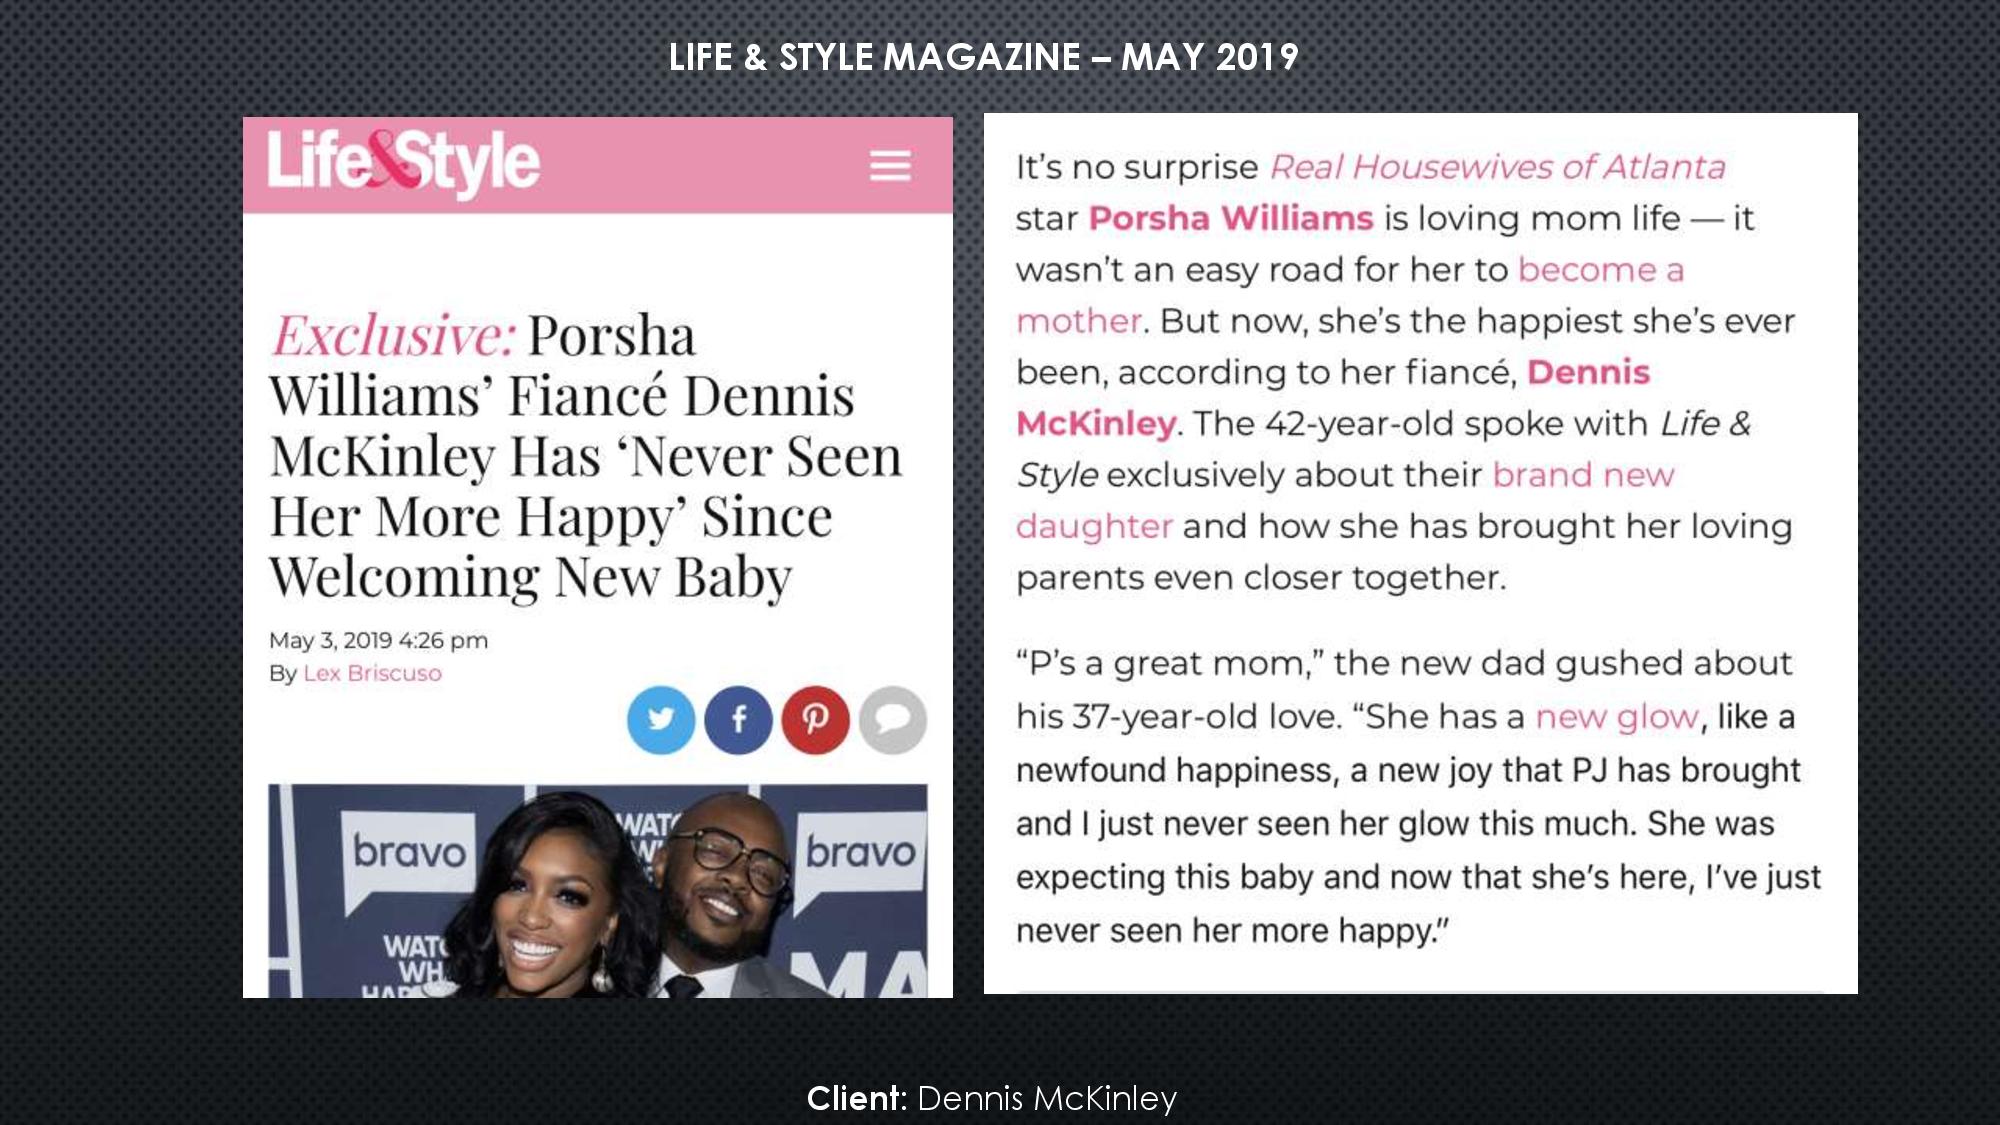 LIFE & STYLE MAGAZINE – MAY 2019
Life&Style
Exclusive: Porsha
Williams’ Fiancé Dennis
McKinley Has ‘Never Seen
Her More Happy’ Since
Welcoming New Baby
May 3, 2019 4:26 pm
By Lex Briscuso
bravo
WATC
W
bravo
WATC
WH
HAP
MA
It’s no surprise Real Housewives of Atlanta
star Porsha Williams is loving mom life — it
wasn’t an easy road for her to become a
mother. But now, she’s the happiest she’s ever
been, according to her fiancé, Dennis
McKinley. The 42-year-old spoke with Life &
Style exclusively about their brand new
daughter and how she has brought her loving
parents even closer together.
“P’s a great mom,” the new dad gushed about
his 37-year-old love. “She has a new glow, like a
newfound happiness, a new joy that PJ has brought
and I just never seen her glow this much. She was
expecting this baby and now that she’s here, I’ve just
never seen her more happy.”
Client: Dennis McKinley